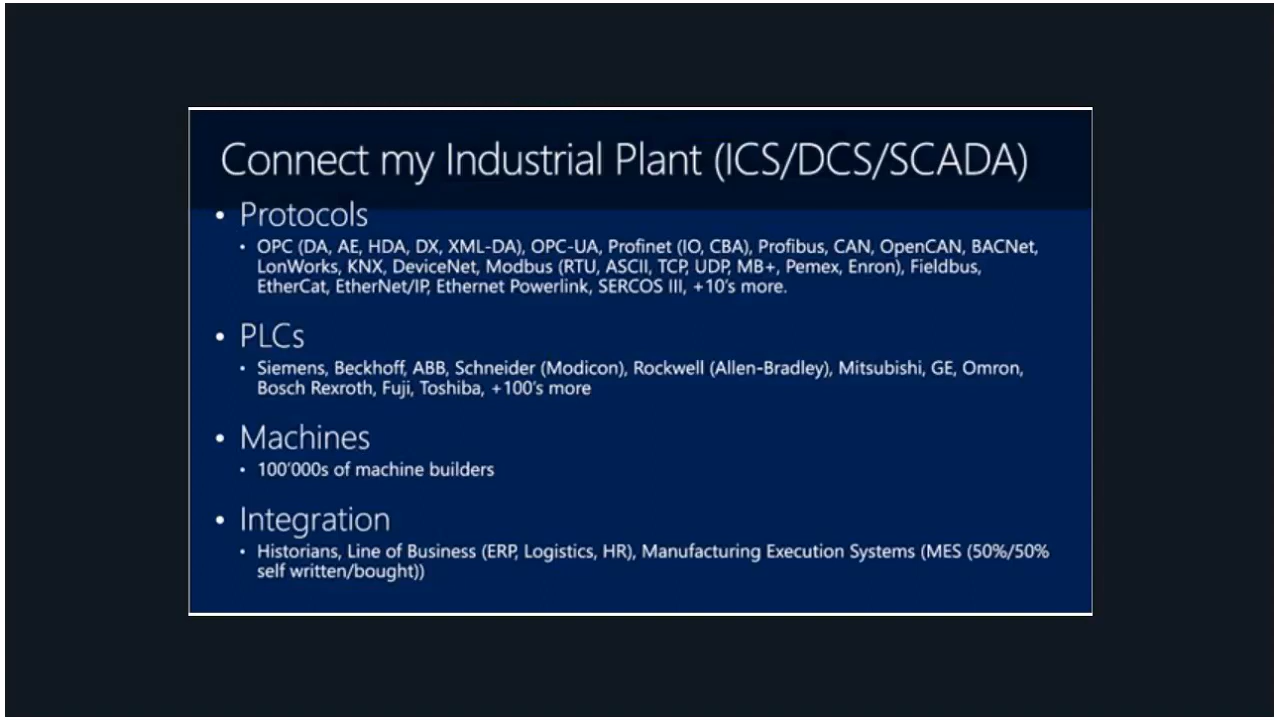 Connect my Industrial Plant (ICS/DCS/SCADA)
• Protocols
• OPC (DA, AE, HDA, DX, XML-DA), OPC-UA, Profinet (IO, CBA), Profibus, CAN, OpenCAN, BACNet,
LonWorks, KNX, DeviceNet, Modbus (RTU, ASCII, TCP, UDP, MB+, Pemex, Enron), Fieldbus,
EtherCat, EtherNet/IP, Ethernet Powerlink, SERCOS III, +10's more.
• PLCs
• Siemens, Beckhoff, ABB, Schneider (Modicon), Rockwell (Allen-Bradley), Mitsubishi, GE, Omron,
Bosch Rexroth, Fuji, Toshiba, +100's more
• Machines
• 100'000s of machine builders
• Integration
• Historians, Line of Business (ERP, Logistics, HR), Manufacturing Execution Systems (MES (50%/50%
self written/bought))